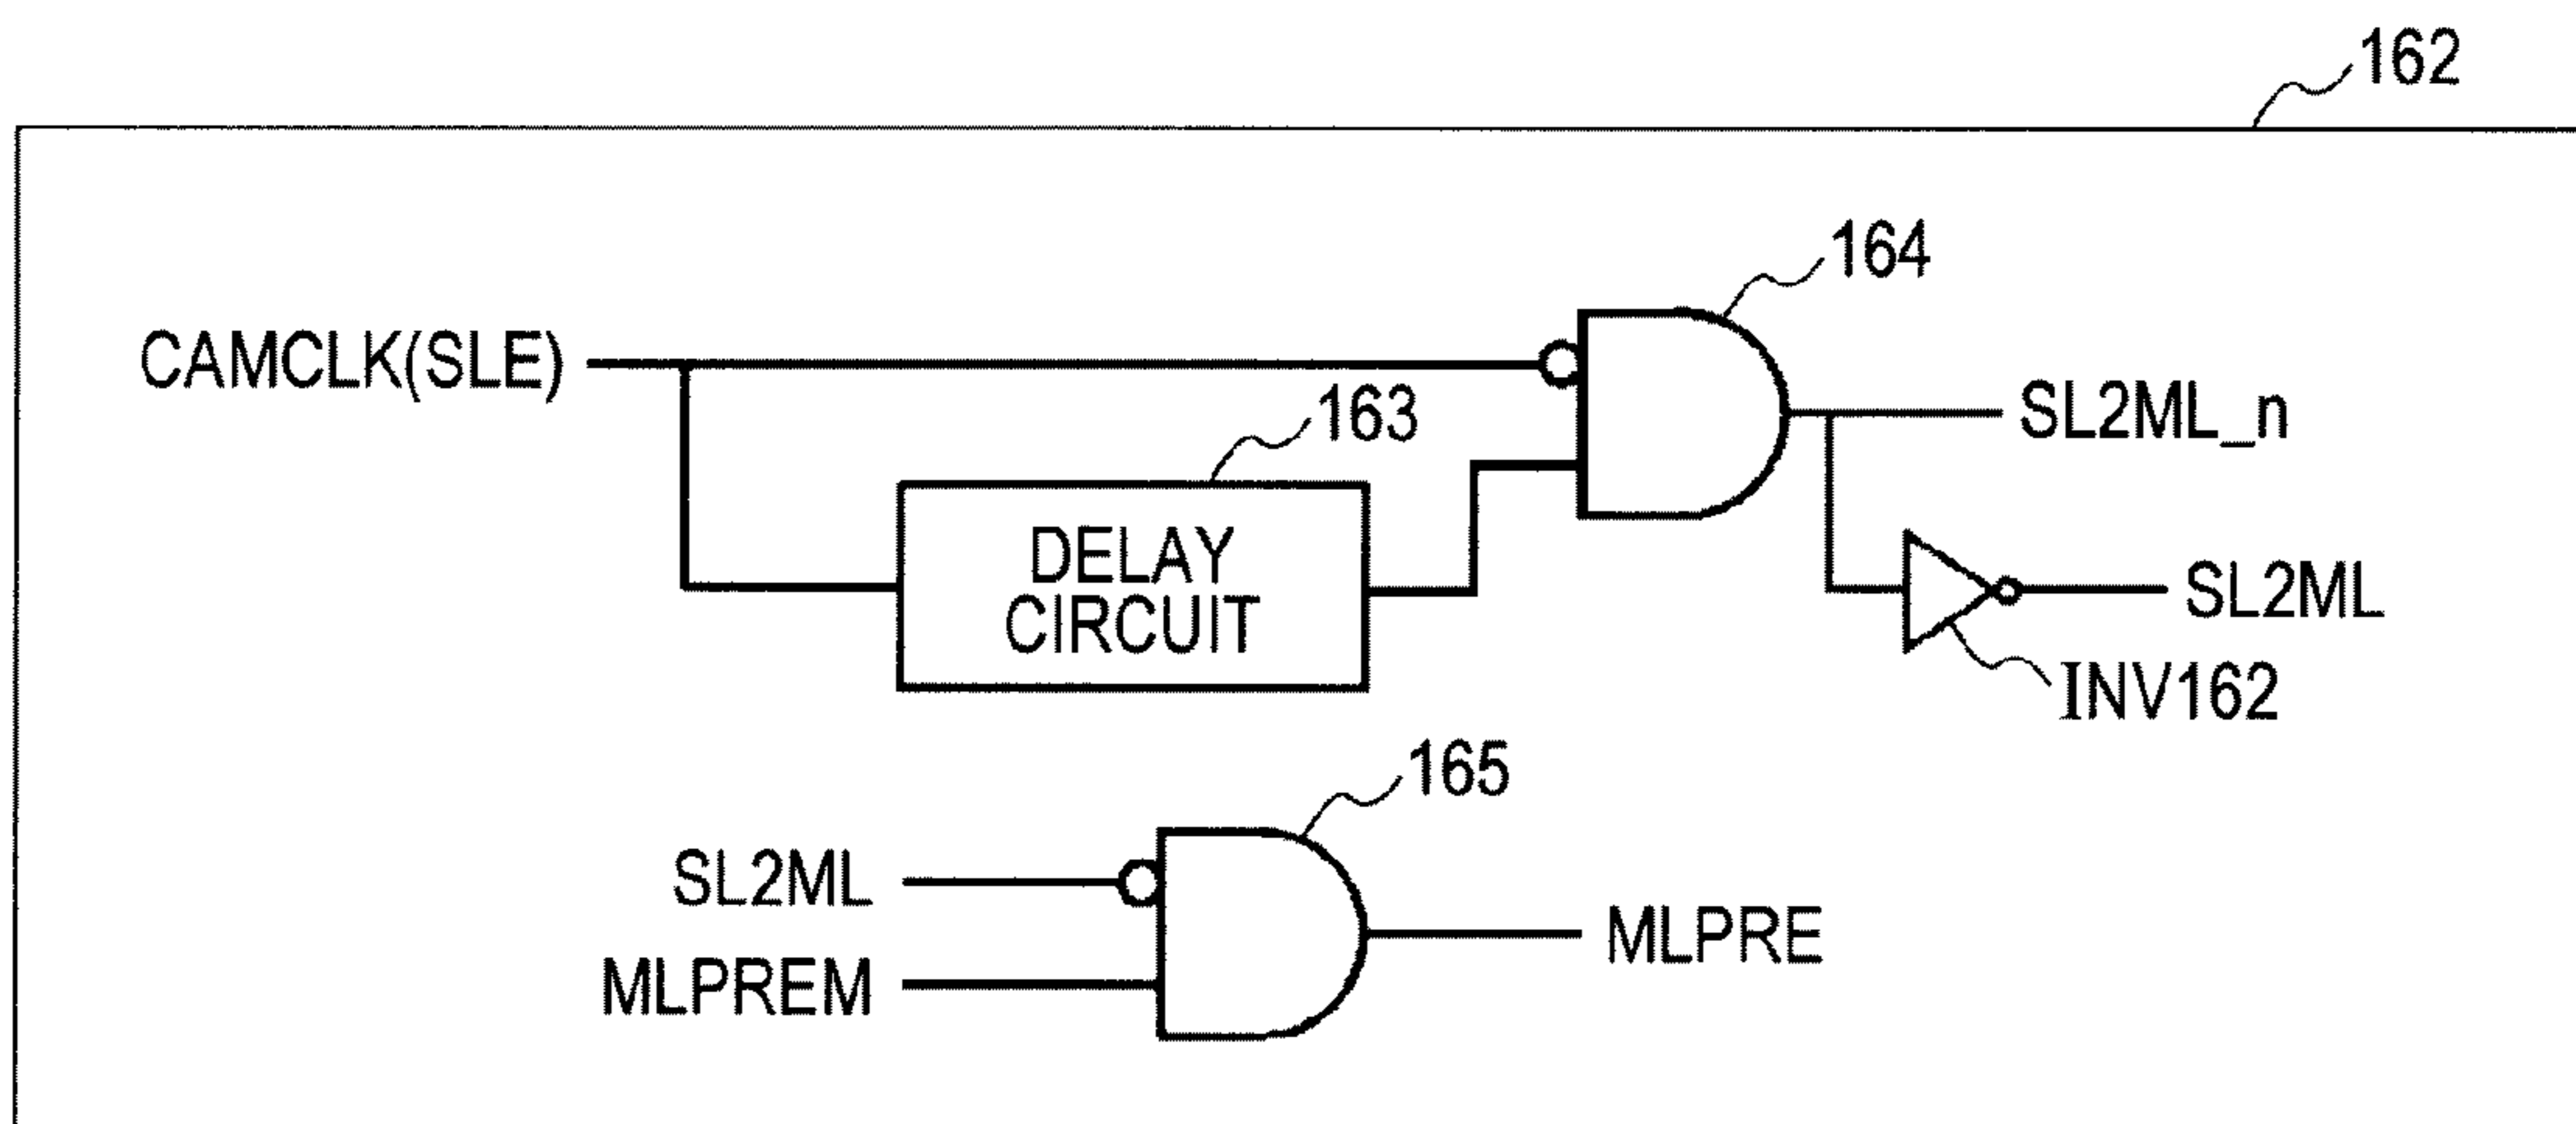 162
164
CAMCLK(SLE)
163
SL2ML_n
DELAY
CIRCUIT
SL2ML
INV162
165
SL2ML
MLPRE
MLPREM